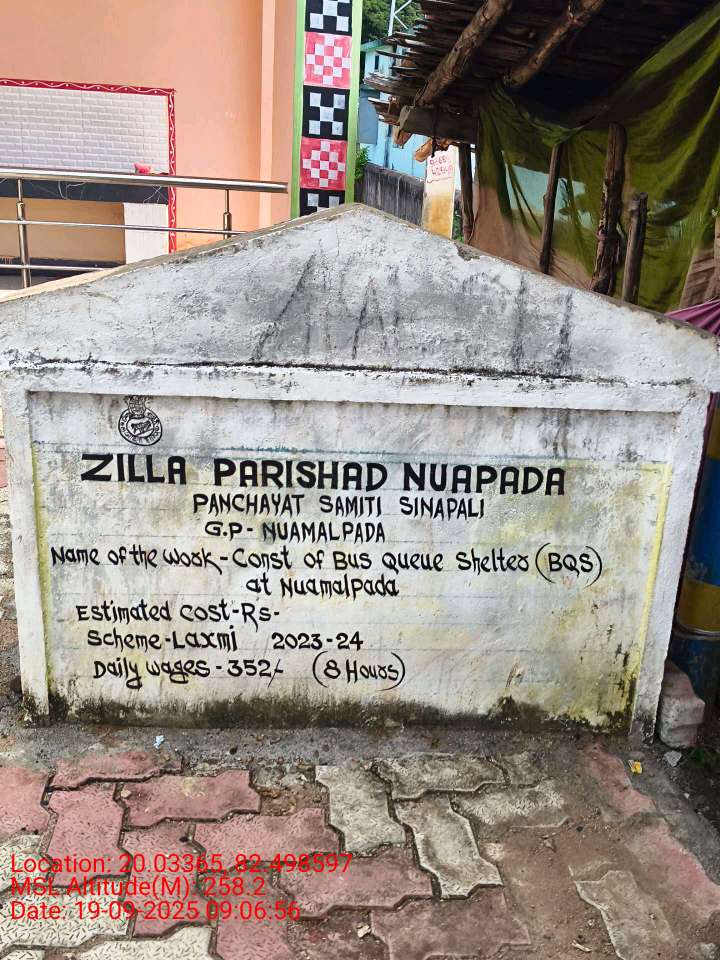 ZILLA PARISHAD NUAPADA
PANCHAYAT SAMITI SINAPALI
G.P- NUAMALPADA
Name of the Work-Const of Bus Queue Shelter (BQS)
at Nuamalpada
Estimated Cost-Rs-
Scheme-Laxmi 2023-24
Daily wages - 352/- (8 Hours)
Location: 20.03365, 82.498597
MSL Altitude(M): 258.2
Date: 19-09-2025 09:06:56